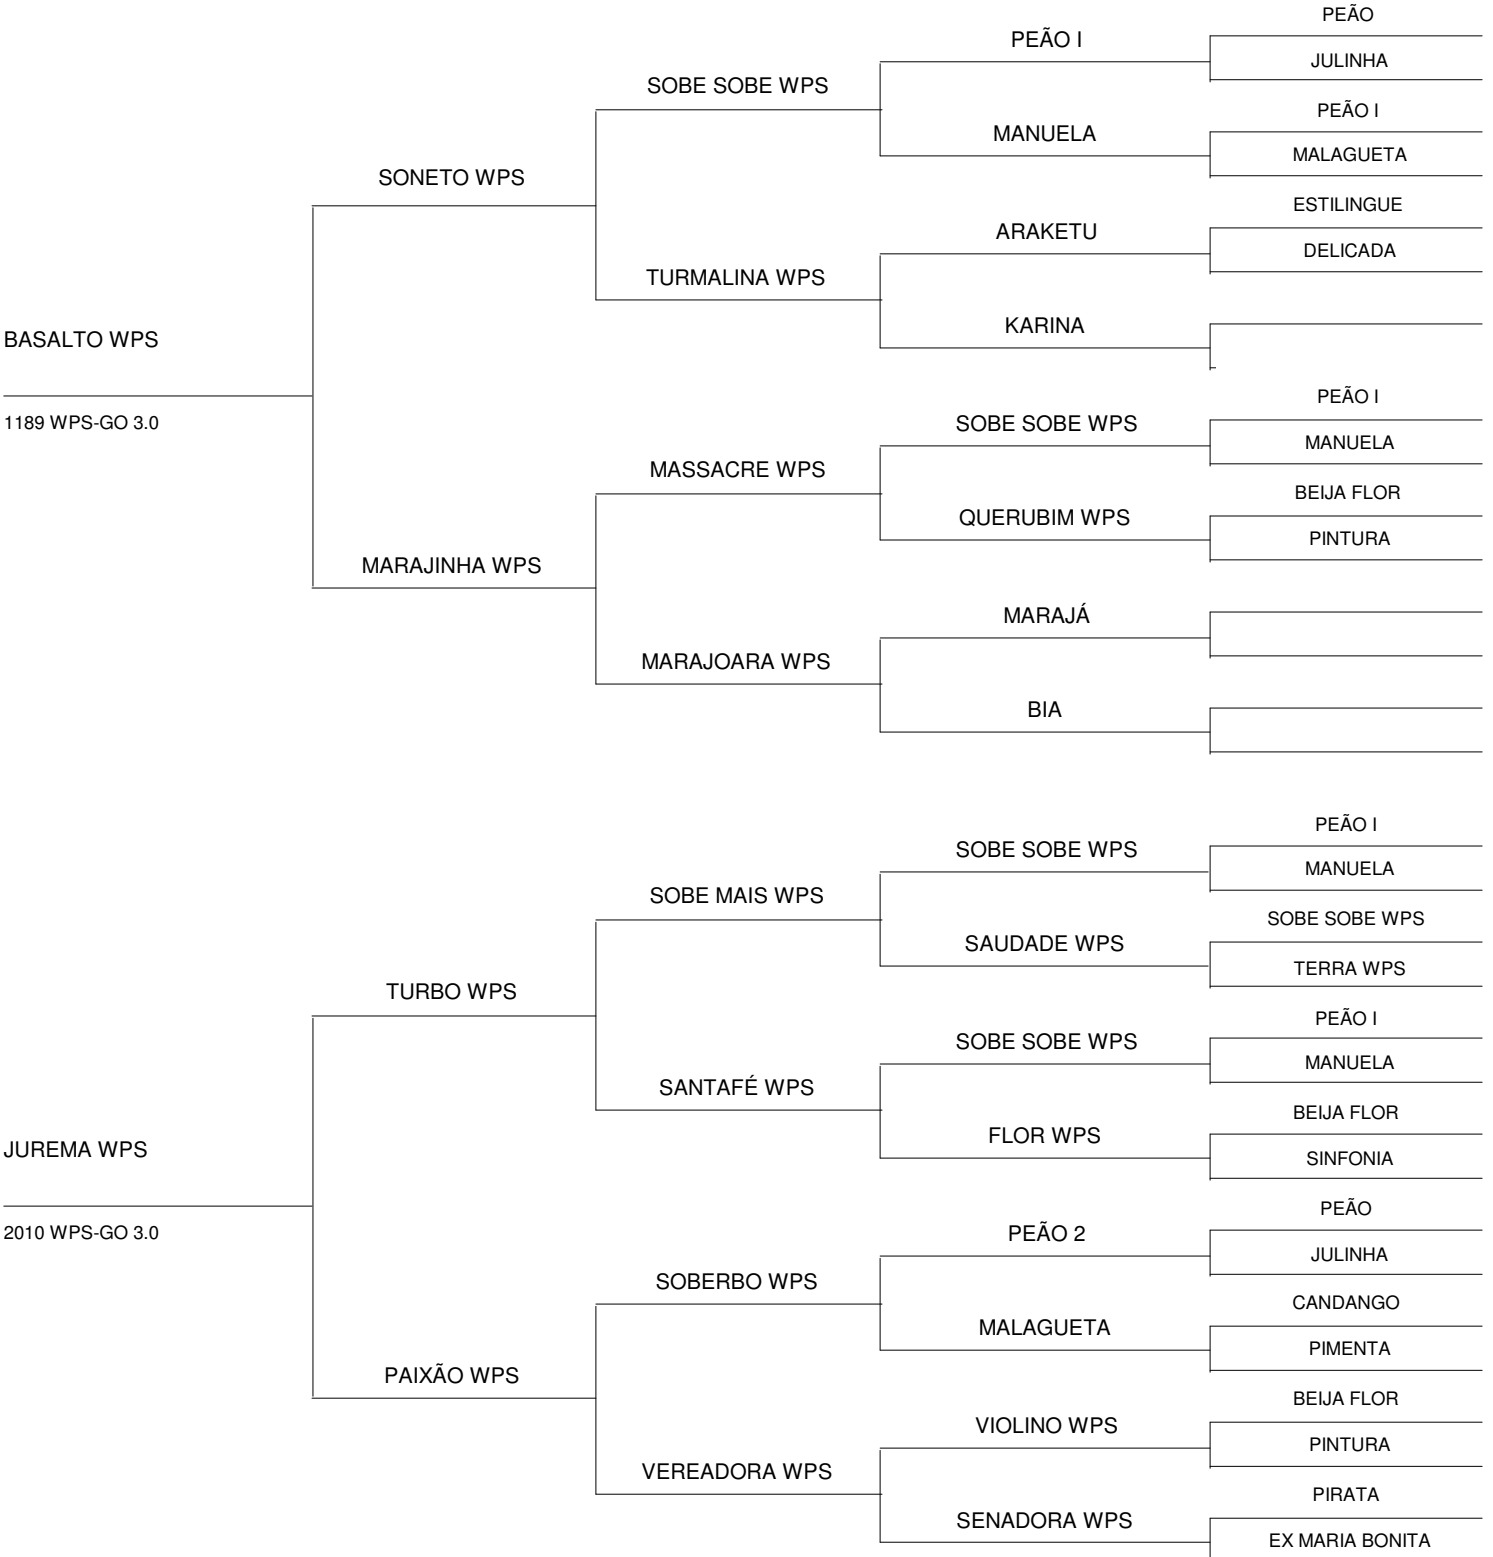 PEÃO
PEÃO I
JULINHA
SOBE SOBE WPS
PEÃO I
MANUELA
MALAGUETA
SONETO WPS
ESTILINGUE
ARAKETU
DELICADA
TURMALINA WPS
KARINA
BASALTO WPS
PEÃO I
1189 WPS-GO 3.0
SOBE SOBE WPS
MANUELA
MASSACRE WPS
BEIJA FLOR
QUERUBIM WPS
PINTURA
MARAJINHA WPS
MARAJÁ
MARAJOARA WPS
BIA
PEÃO I
SOBE SOBE WPS
MANUELA
SOBE MAIS WPS
SOBE SOBE WPS
SAUDADE WPS
TERRA WPS
TURBO WPS
PEÃO I
SOBE SOBE WPS
MANUELA
SANTAFÉ WPS
BEIJA FLOR
FLOR WPS
JUREMA WPS
SINFONIA
PEÃO
2010 WPS-GO 3.0
PEÃO 2
JULINHA
SOBERBO WPS
CANDANGO
MALAGUETA
PIMENTA
PAIXÃO WPS
BEIJA FLOR
VIOLINO WPS
PINTURA
VEREADORA WPS
PIRATA
SENADORA WPS
EX MARIA BONITA